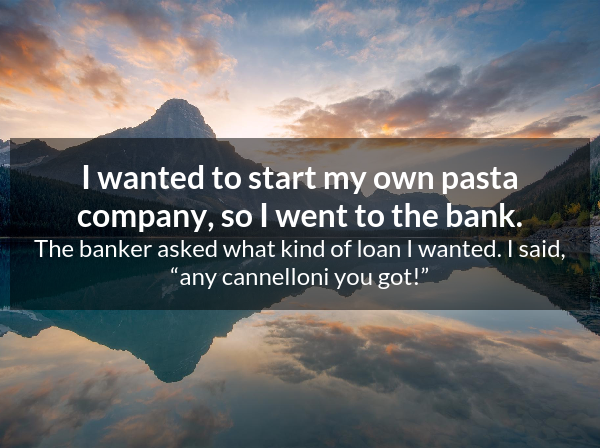 I wanted to start my own pasta
company, so I went to the bank.
The banker asked what kind of loan I wanted. I said,
“any cannelloni you got!”